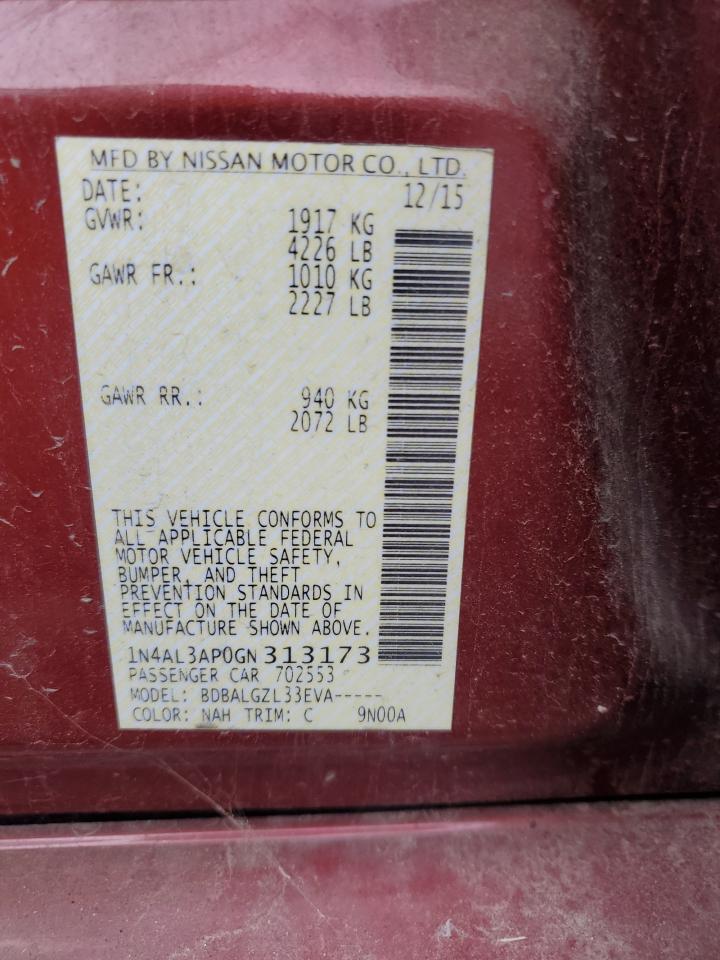 MFD BY NISSAN MOTOR CO., LTD.
DATE: 12/15
GVWR: 1917 KG
4226 LB
GAWR FR.: 1010 KG
2227 LB
GAWR RR.: 940 KG
2072 LB
THIS VEHICLE CONFORMS TO
ALL APPLICABLE FEDERAL
MOTOR VEHICLE SAFETY,
BUMPER, AND THEFT
PREVENTION STANDARDS IN
EFFECT ON THE DATE OF
MANUFACTURE SHOWN ABOVE.
1N4AL3AP0GN313173
PASSENGER CAR 702553
MODEL: BDBALGZL33EVA-----
COLOR: NAH TRIM: C 9N00A